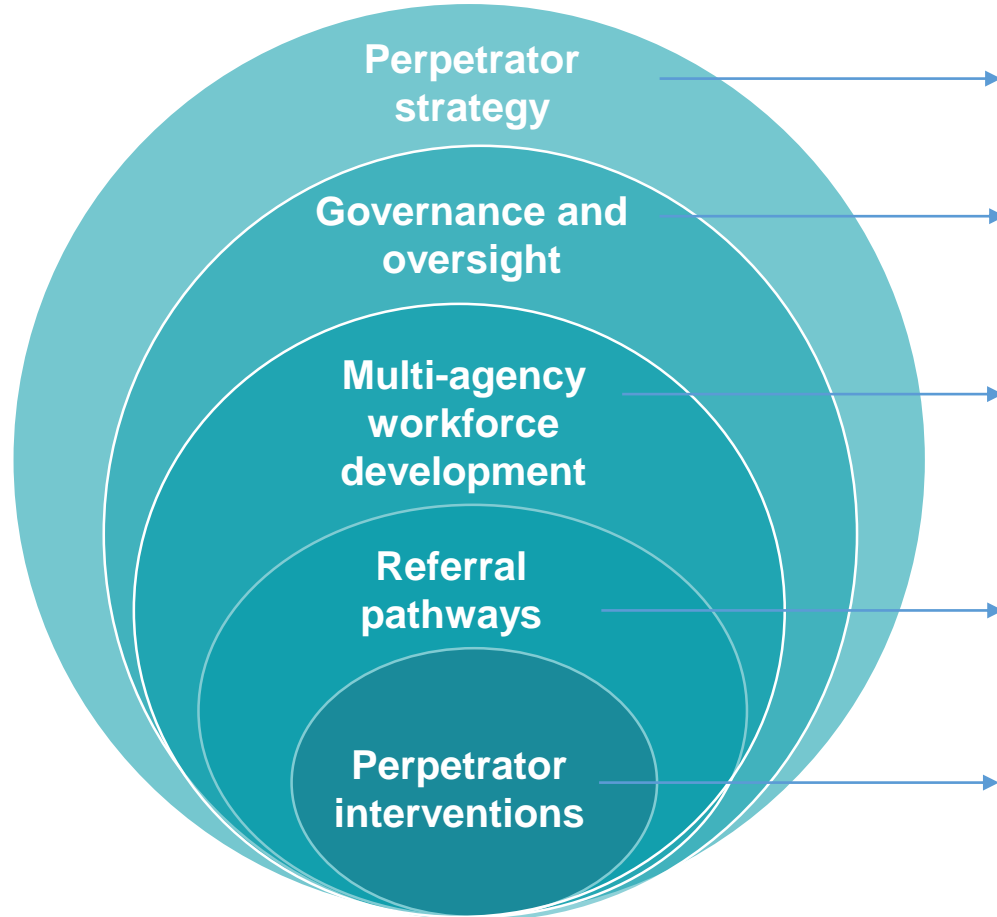 Perpetrator
strategy
Governance and
oversight
Multi-agency
workforce
development
Referral
pathways
Perpetrator
interventions